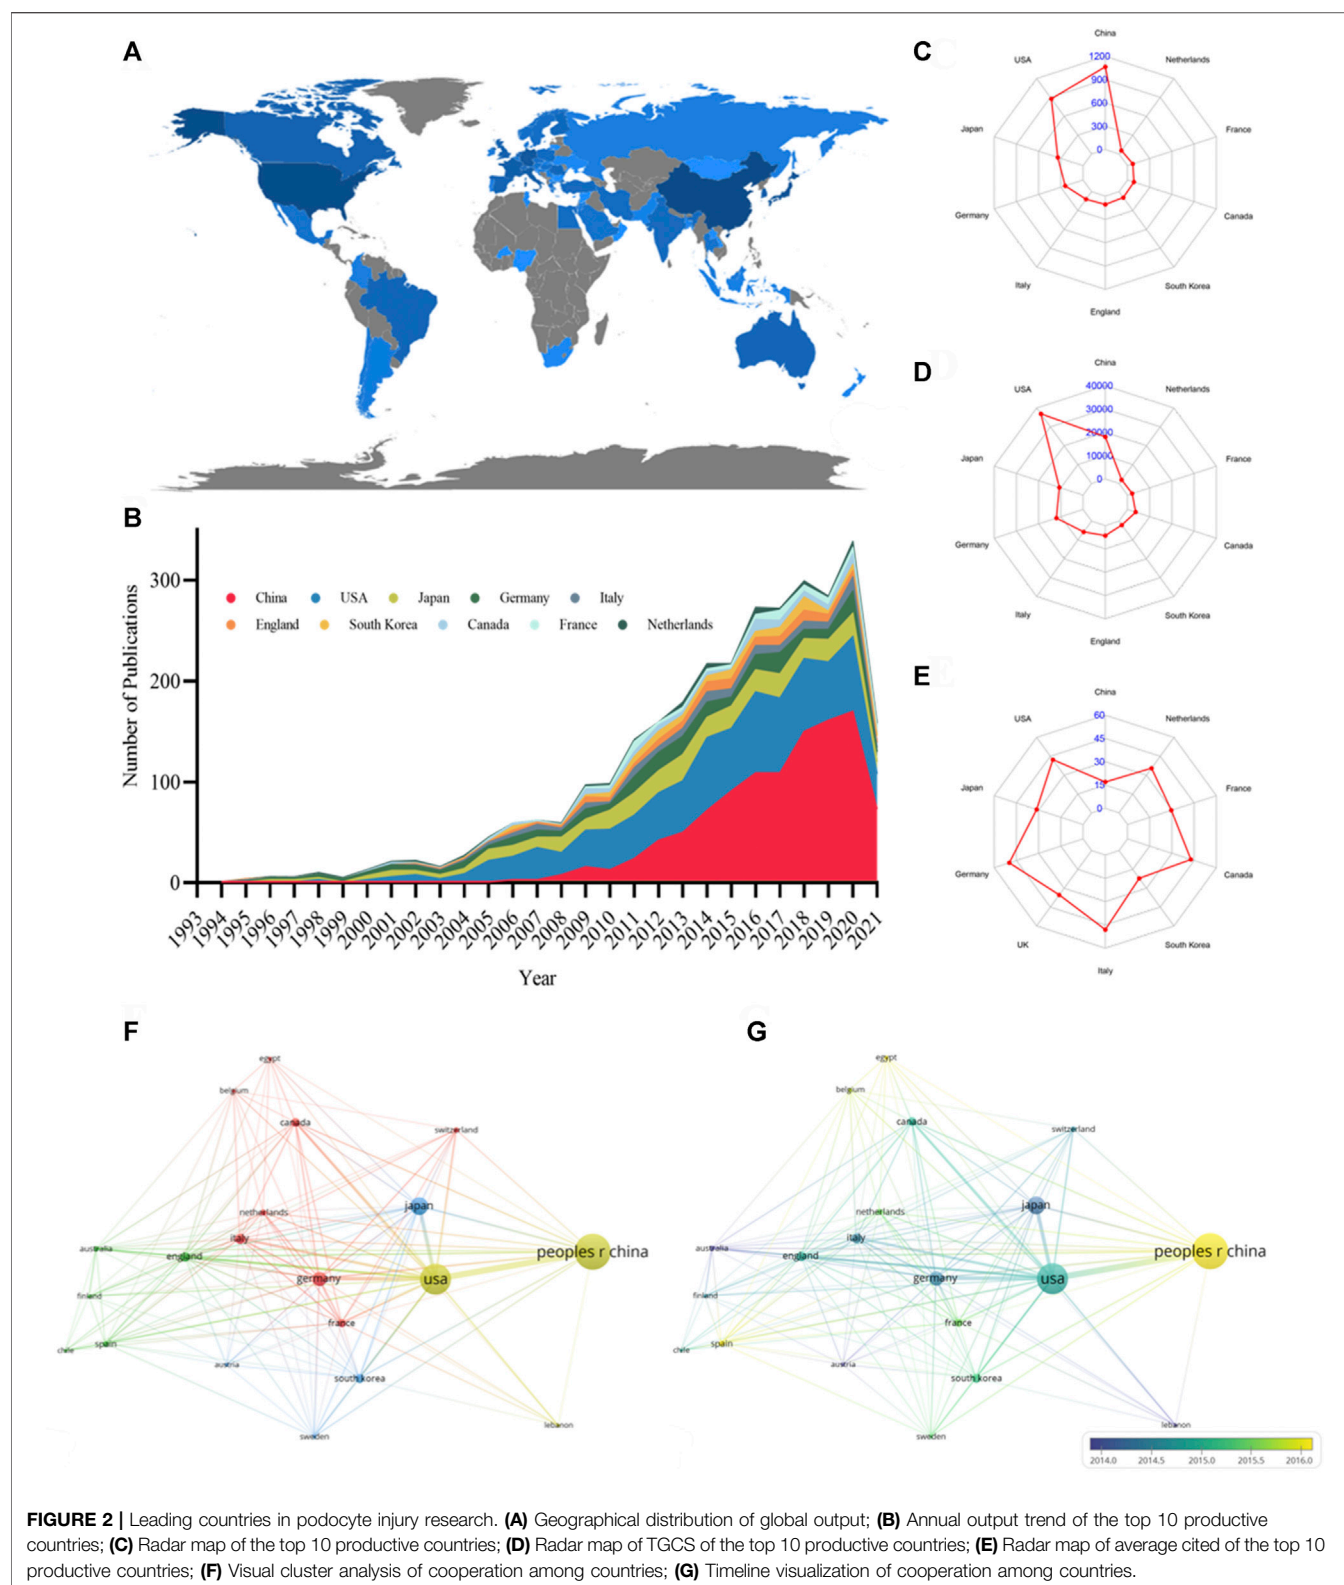 A
B
300
200
100
0
Number of Publications
China
USA
Japan
Germany
Italy
England
South Korea
Canada
France
Netherlands
1993
1994
1995
1996
1997
1998
1999
2000
2001
2002
2003
2004
2005
2006
2007
2008
2009
2010
2011
2012
2013
2014
2015
2016
2017
2018
2019
2020
2021
Year
C
China
Netherlands
France
Canada
South Korea
England
Italy
Germany
Japan
USA
1200
900
600
300
0
D
China
Netherlands
France
Canada
South Korea
England
Italy
Germany
Japan
USA
40000
30000
20000
10000
0
E
China
Netherlands
France
Canada
South Korea
Italy
UK
Germany
Japan
USA
60
45
30
15
0
F
egypt
belgium
canada
switzerland
japan
netherlands
italy
australia
england
peoples r china
germany
usa
finland
france
spain
chile
austria
south korea
lebanon
sweden
G
egypt
belgium
canada
switzerland
japan
netherlands
italy
australia
england
peoples r china
germany
usa
finland
france
spain
chile
austria
south korea
lebanon
sweden
2014.0
2014.5
2015.0
2015.5
2016.0
FIGURE 2 | Leading countries in podocyte injury research. (A) Geographical distribution of global output; (B) Annual output trend of the top 10 productive
countries; (C) Radar map of the top 10 productive countries; (D) Radar map of TGCS of the top 10 productive countries; (E) Radar map of average cited of the top 10
productive countries; (F) Visual cluster analysis of cooperation among countries; (G) Timeline visualization of cooperation among countries.